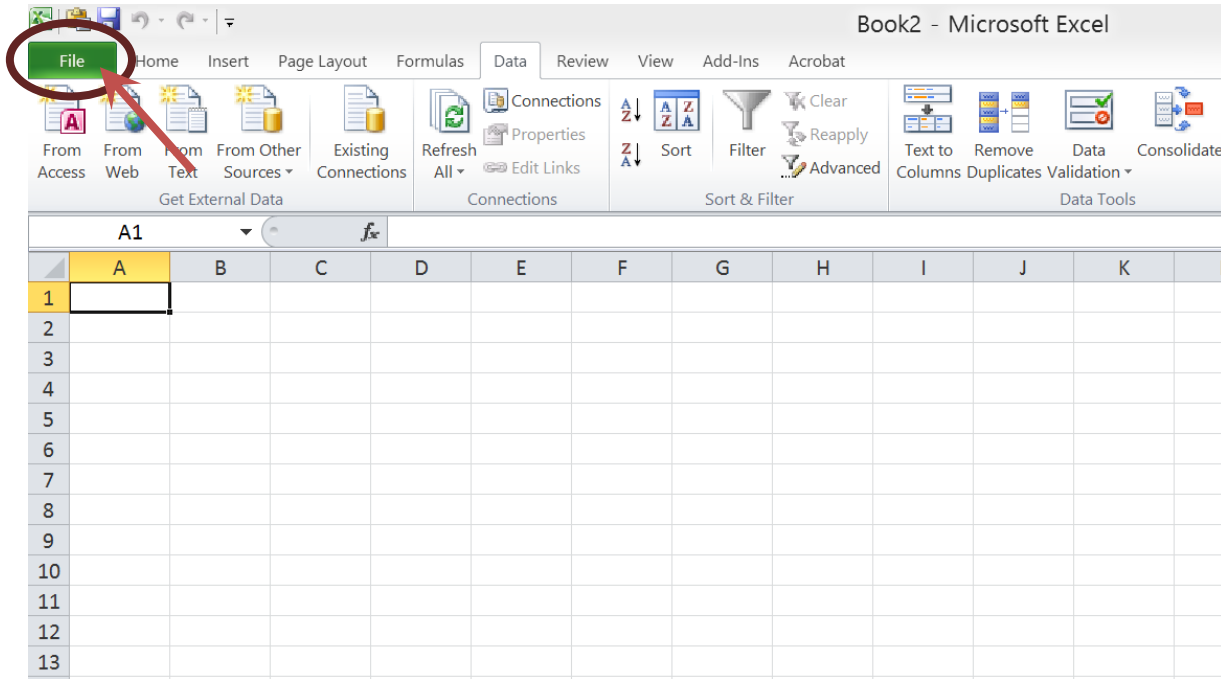 Book2 - Microsoft Excel
File Home Insert Page Layout Formulas Data Review View Add-Ins Acrobat
From Access
From Web
From Text
From Other Sources
Existing Connections
Get External Data
Refresh All
Connections
Properties
Edit Links
Connections
Sort
Filter
Clear
Reapply
Advanced
Sort & Filter
Text to Columns
Remove Duplicates
Data Validation
Consolidate
Data Tools
A1 fx
A B C D E F G H I J K
1
2
3
4
5
6
7
8
9
10
11
12
13